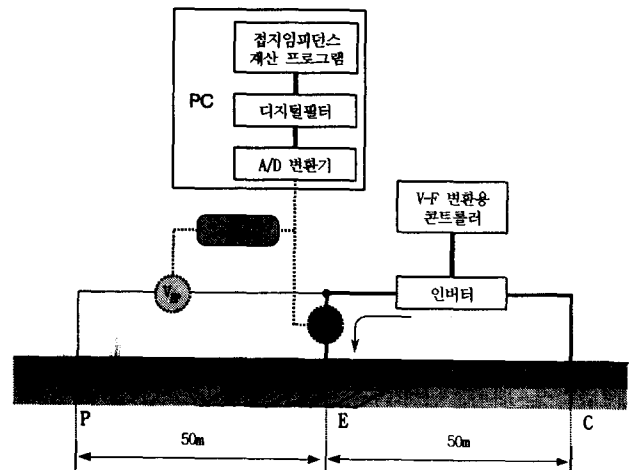 접지임피던스
계산 프로그램
PC
디지털필터
A/D 변환기
V-F 변환용
콘트롤러
인버터
P
E
C
50m
50m